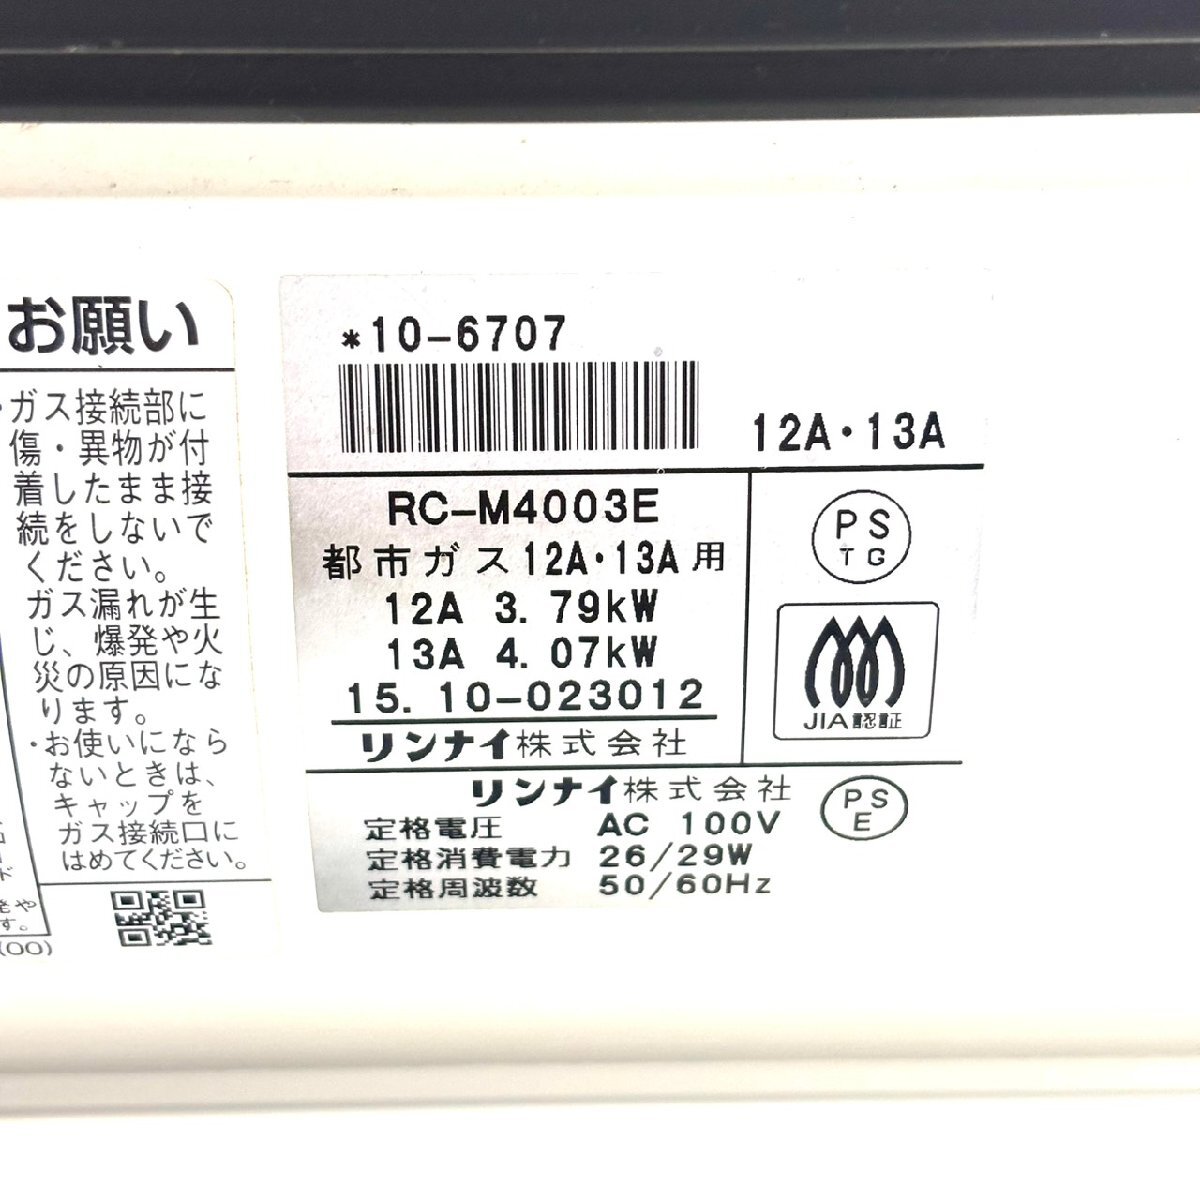 お願い
・ガス接続部に
傷・異物が付
着したまま接
続をしないで
ください。
ガス漏れが生
じ、爆発や火
災の原因にな
ります。
・お使いになら
ないときは、
キャップを
ガス接続口に
はめてください。
ド
発や
す。
(00)
*10-6707
12A・13A
RC-M4003E
都市ガス12A・13A用
12A 3.79kW
13A 4.07kW
15.10-023012
リンナイ株式会社
PS
TG
JIA認証
リンナイ株式会社
定格電圧 AC 100V
定格消費電力 26/29W
定格周波数 50/60Hz
PS
E